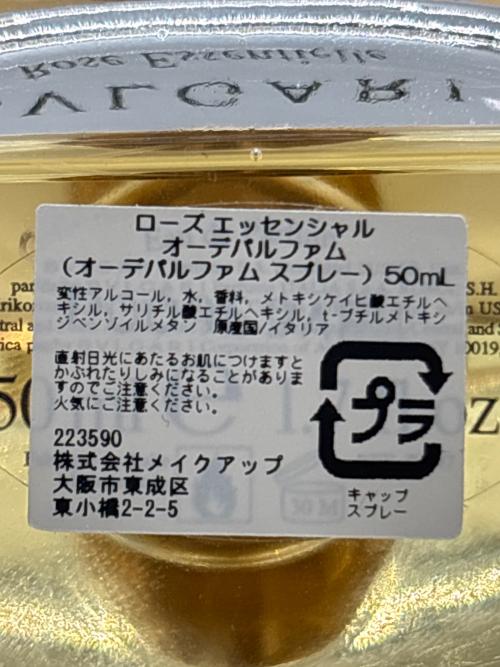 Rose Essentielle
BVLGARI
ローズ エッセンシャル
オーデパルファム
（オーデパルファム スプレー）50mL
変性アルコール, 水, 香料, メトキシケイヒ酸エチルヘ
キシル, サリチル酸エチルヘキシル, t-ブチルメトキシ
ジベンゾイルメタン 原産国/イタリア
直射日光にあたるお肌につけますと
かぶれたりしみになることがありま
すのでご注意ください。
火気にご注意ください。
223590
株式会社メイクアップ
大阪市東成区
東小橋2-2-5
プラ
キャップ
スプレー